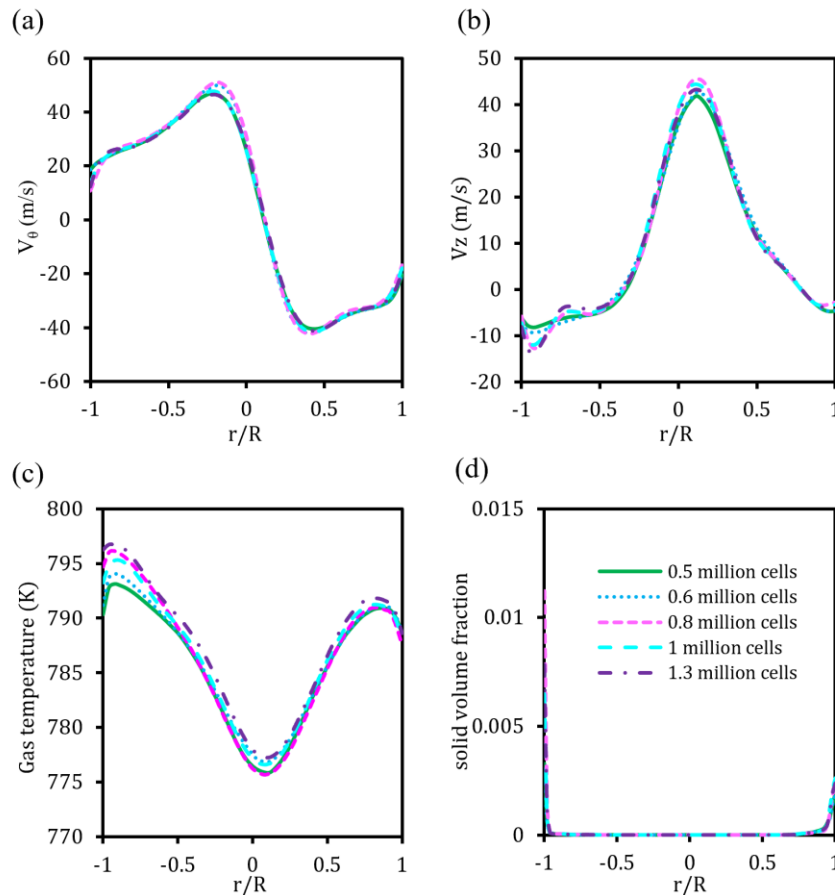 (a)
60
40
20
0
-20
-40
-60
-1
-0.5
0
0.5
1
Vθ (m/s)
r/R
(b)
50
40
30
20
10
0
-10
-20
-1
-0.5
0
0.5
1
Vz (m/s)
r/R
(c)
800
795
790
785
780
775
770
-1
-0.5
0
0.5
1
Gas temperature (K)
r/R
(d)
0.015
0.01
0.005
0
-1
-0.5
0
0.5
1
solid volume fraction
r/R
0.5 million cells
0.6 million cells
0.8 million cells
1 million cells
1.3 million cells